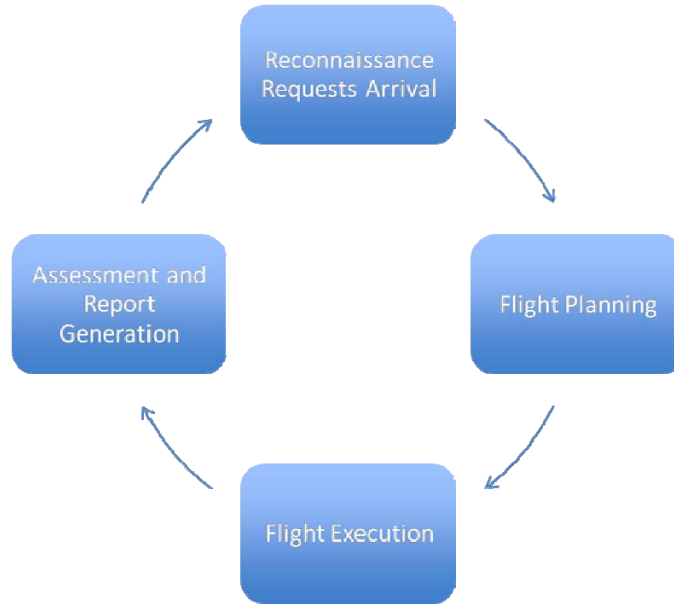 Reconnaissance
Requests Arrival
Flight Planning
Flight Execution
Assessment and
Report
Generation